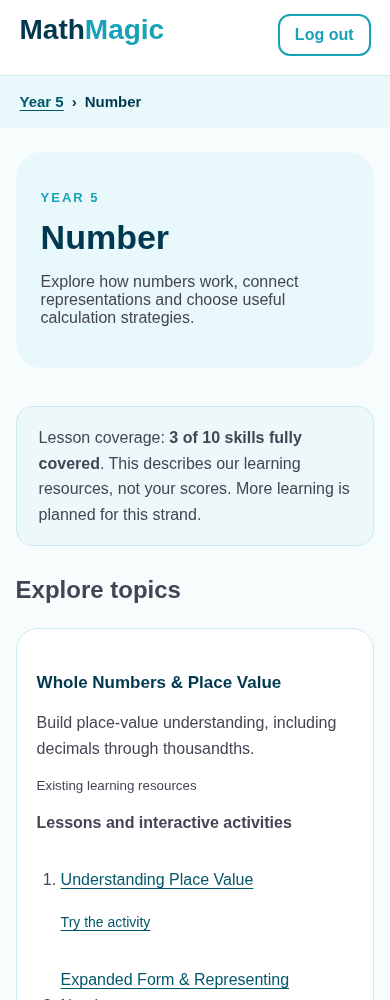 MathMagic
Log out
Year 5 › Number
YEAR 5
Number
Explore how numbers work, connect
representations and choose useful
calculation strategies.
Lesson coverage: 3 of 10 skills fully
covered. This describes our learning
resources, not your scores. More learning is
planned for this strand.
Explore topics
Whole Numbers & Place Value
Build place-value understanding, including
decimals through thousandths.
Existing learning resources
Lessons and interactive activities
1. Understanding Place Value
Try the activity
Expanded Form & Representing